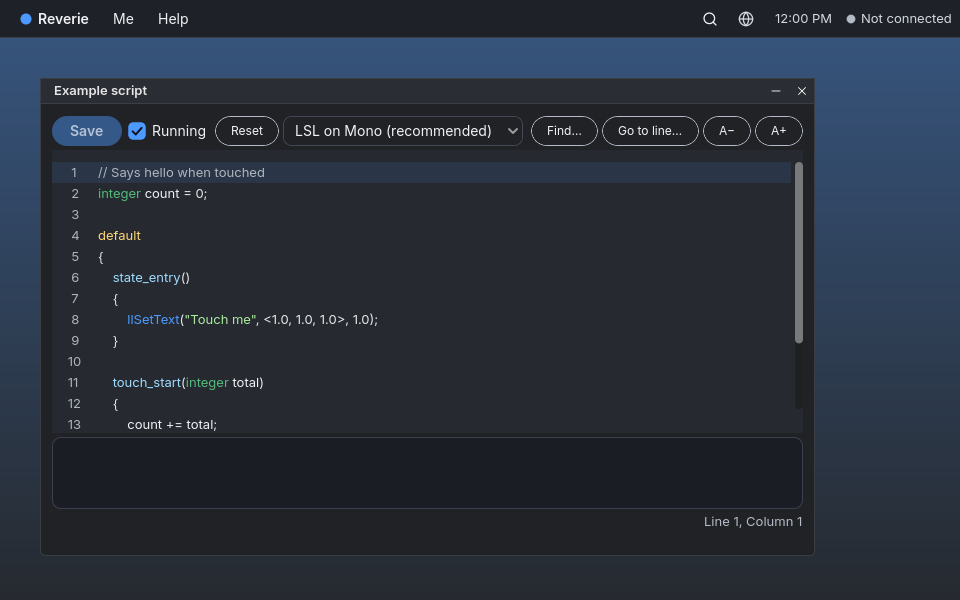 Reverie Me Help 12:00 PM Not connected
Example script
Save Running Reset LSL on Mono (recommended) Find... Go to line... A− A+
1 // Says hello when touched
2 integer count = 0;
3
4 default
5 {
6 state_entry()
7 {
8 llSetText("Touch me", <1.0, 1.0, 1.0>, 1.0);
9 }
10
11 touch_start(integer total)
12 {
13 count += total;
Line 1, Column 1